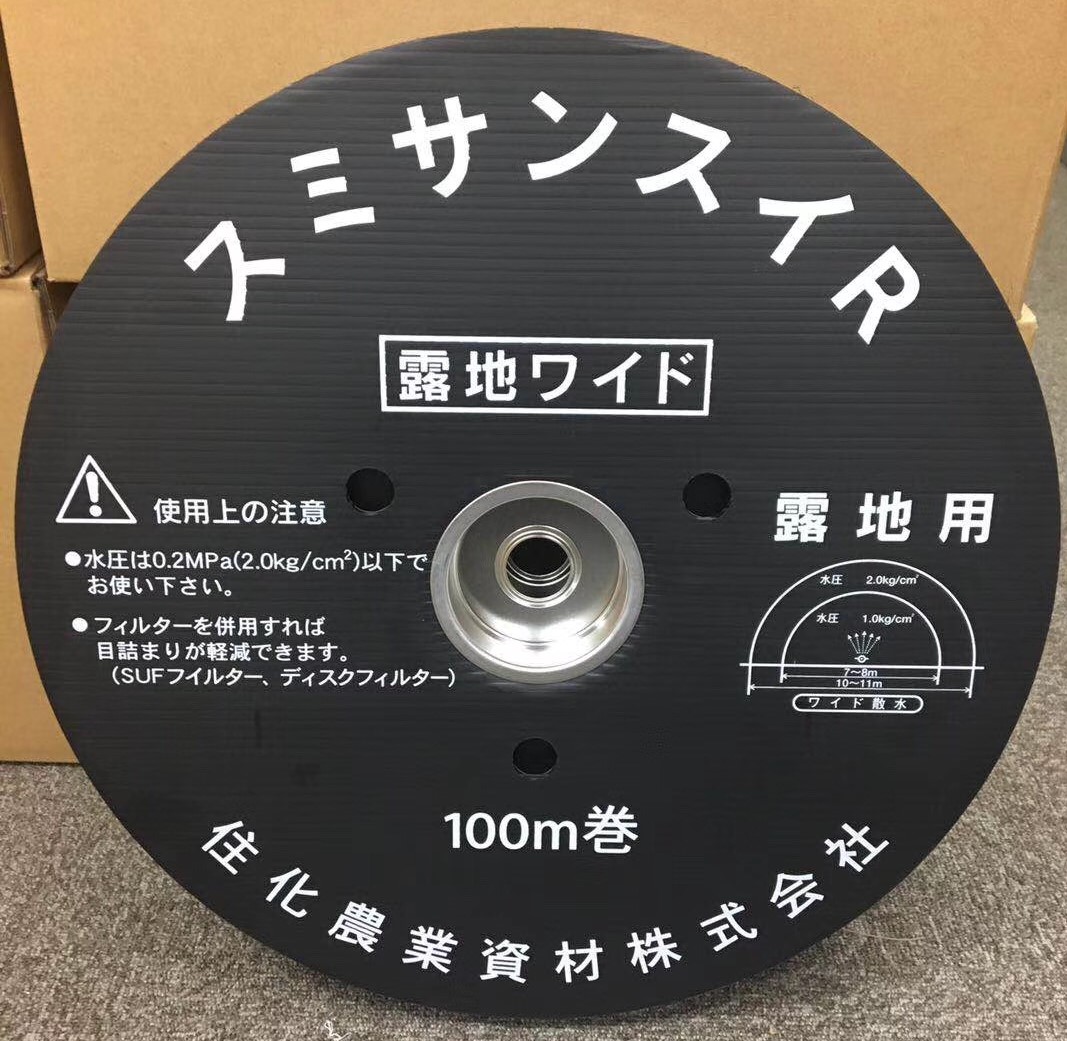 スミサンスイR
露地ワイド
使用上の注意
●水圧は0.2MPa(2.0kg/cm²)以下で
お使い下さい。
●フィルターを併用すれば
目詰まりが軽減できます。
（SUFフイルター、ディスクフィルター）
露地用
水圧 2.0kg/cm²
水圧 1.0kg/cm²
7〜8m
10〜11m
ワイド散水
100m巻
住化農業資材株式会社